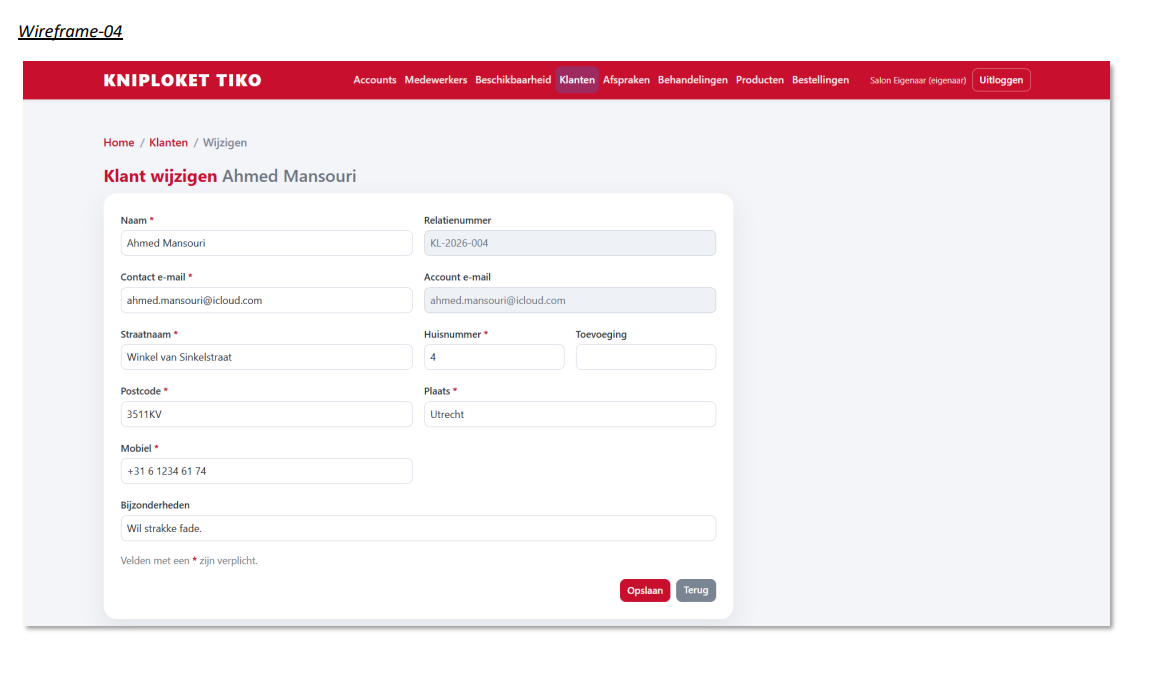 Wireframe-04
KNIPLOKET TIKO Accounts Medewerkers Beschikbaarheid Klanten Afspraken Behandelingen Producten Bestellingen Salon Eigenaar (eigenaar) Uitloggen
Home / Klanten / Wijzigen
Klant wijzigen Ahmed Mansouri
Naam * Relatienummer
Ahmed Mansouri KL-2026-004
Contact e-mail * Account e-mail
ahmed.mansouri@icloud.com ahmed.mansouri@icloud.com
Straatnaam * Huisnummer * Toevoeging
Winkel van Sinkelstraat 4
Postcode * Plaats *
3511KV Utrecht
Mobiel *
+31 6 1234 61 74
Bijzonderheden
Wil strakke fade.
Velden met een * zijn verplicht.
Opslaan Terug